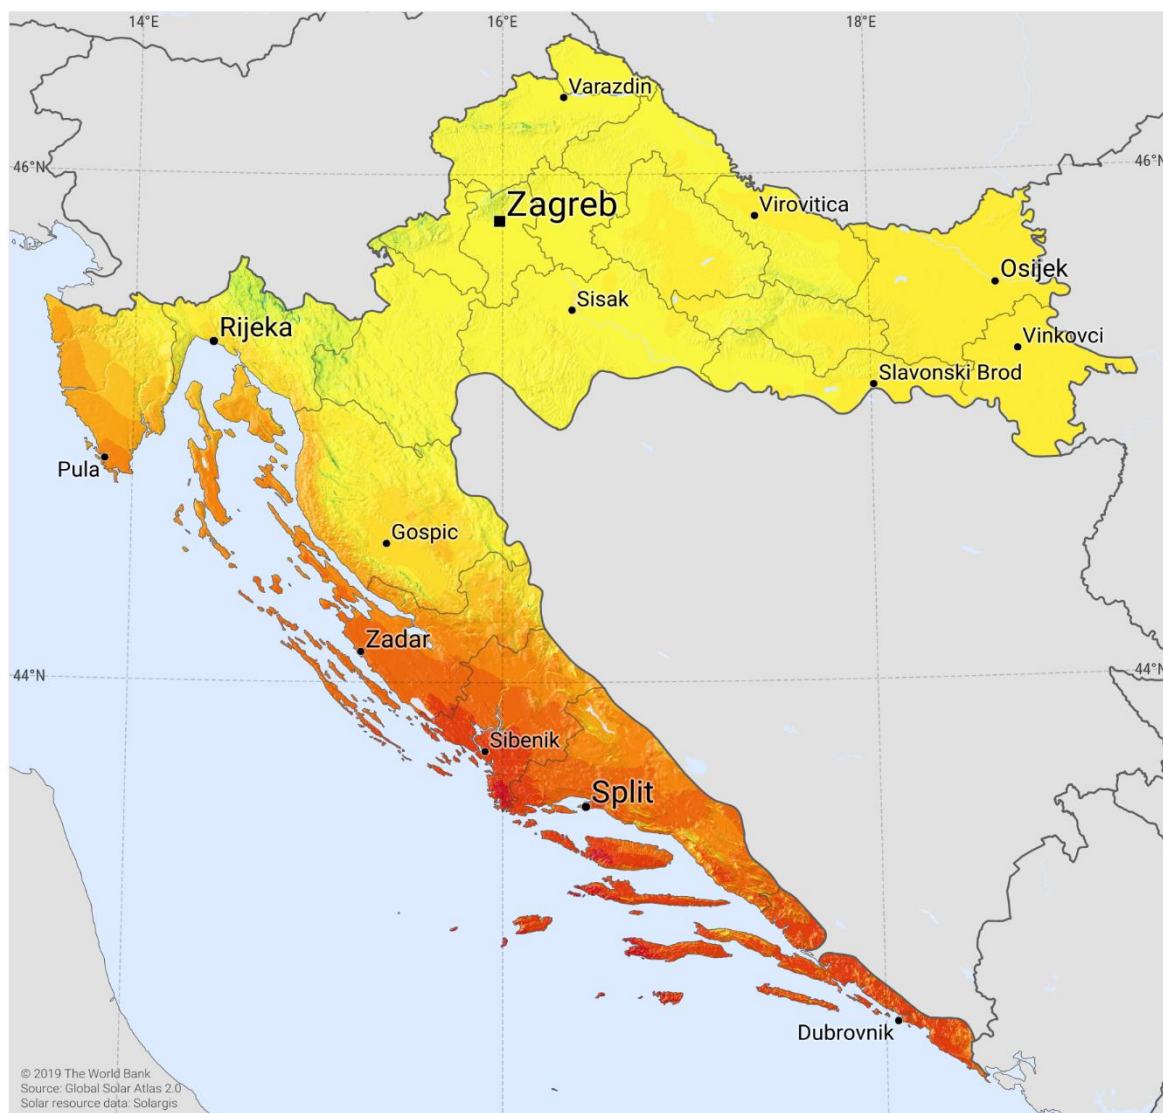 14°E 16°E 18°E
Varazdin
46°N 46°N
Zagreb
Virovitica
Osijek
Sisak
Rijeka
Vinkovci
Slavonski Brod
Pula
Gospic
Zadar
44°N 44°N
Sibenik
Split
Dubrovnik
© 2019 The World Bank
Source: Global Solar Atlas 2.0
Solar resource data: Solargis